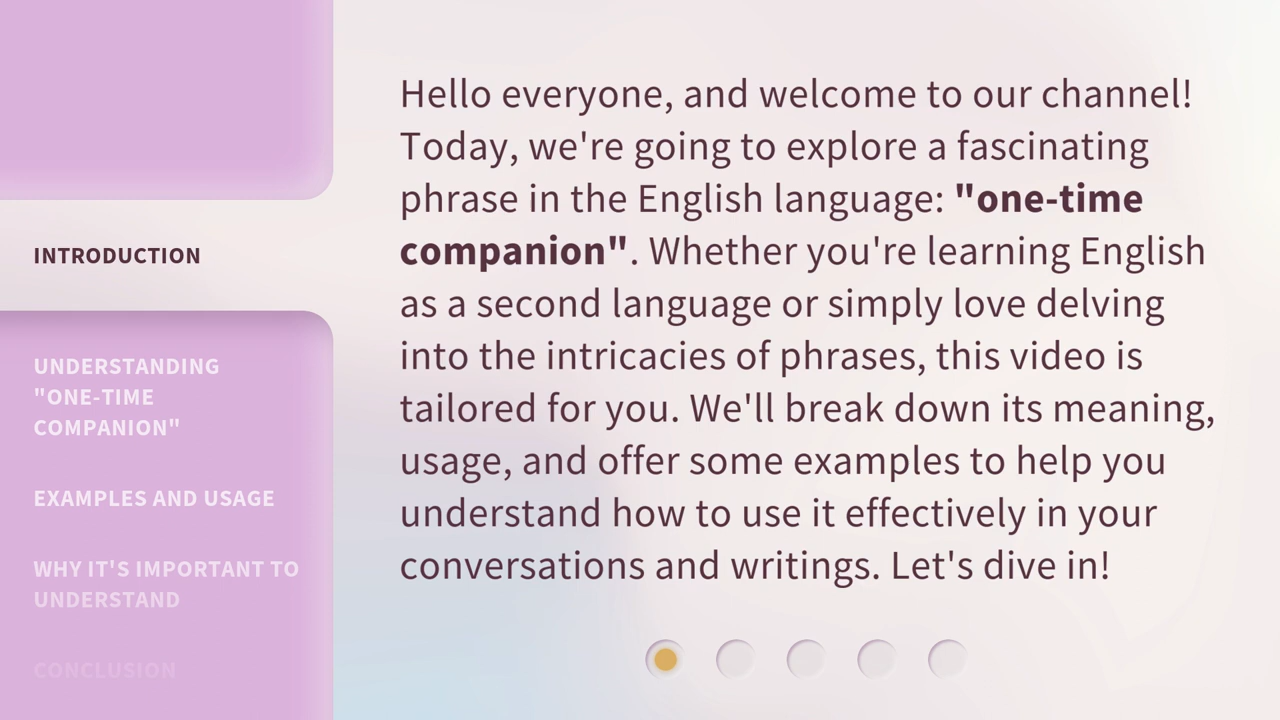 INTRODUCTION
UNDERSTANDING
"ONE-TIME
COMPANION"
EXAMPLES AND USAGE
WHY IT'S IMPORTANT TO
UNDERSTAND
CONCLUSION
Hello everyone, and welcome to our channel!
Today, we're going to explore a fascinating
phrase in the English language: "one-time
companion". Whether you're learning English
as a second language or simply love delving
into the intricacies of phrases, this video is
tailored for you. We'll break down its meaning,
usage, and offer some examples to help you
understand how to use it effectively in your
conversations and writings. Let's dive in!